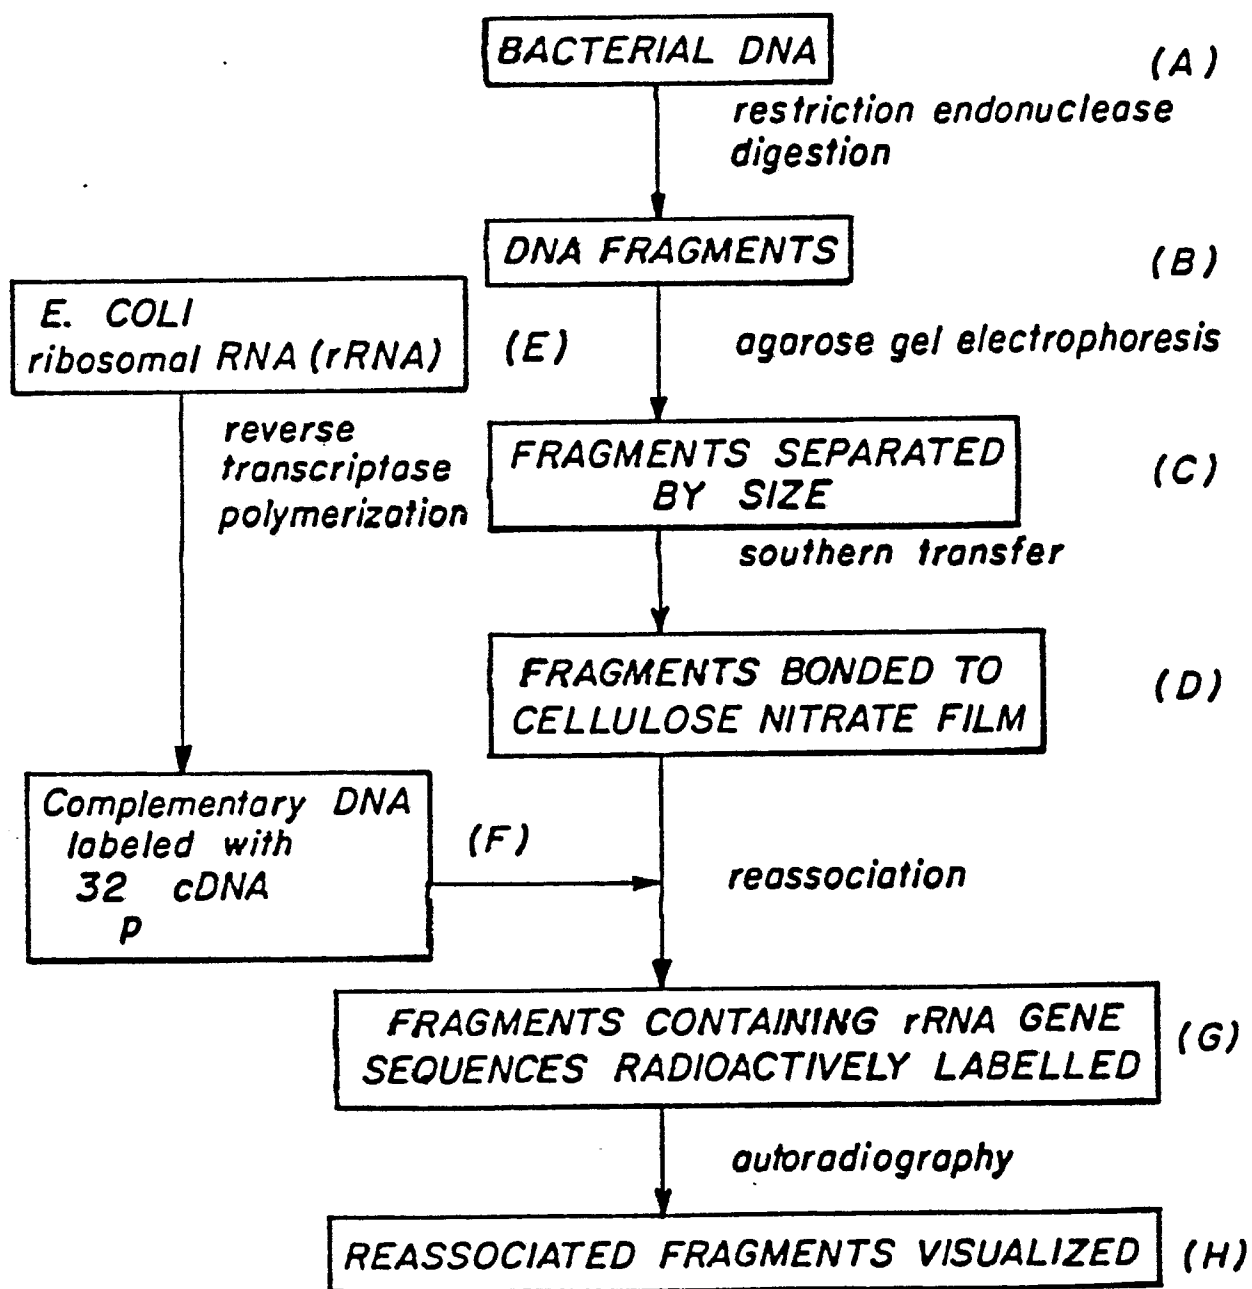 BACTERIAL DNA
(A)
restriction endonuclease
digestion
DNA FRAGMENTS
(B)
E. COLI
ribosomal RNA (rRNA)
(E)
agarose gel electrophoresis
reverse
transcriptase
polymerization
FRAGMENTS SEPARATED
BY SIZE
(C)
southern transfer
FRAGMENTS BONDED TO
CELLULOSE NITRATE FILM
(D)
Complementary DNA
labeled with
32 cDNA
P
(F)
reassociation
FRAGMENTS CONTAINING rRNA GENE
SEQUENCES RADIOACTIVELY LABELLED
(G)
autoradiography
REASSOCIATED FRAGMENTS VISUALIZED
(H)